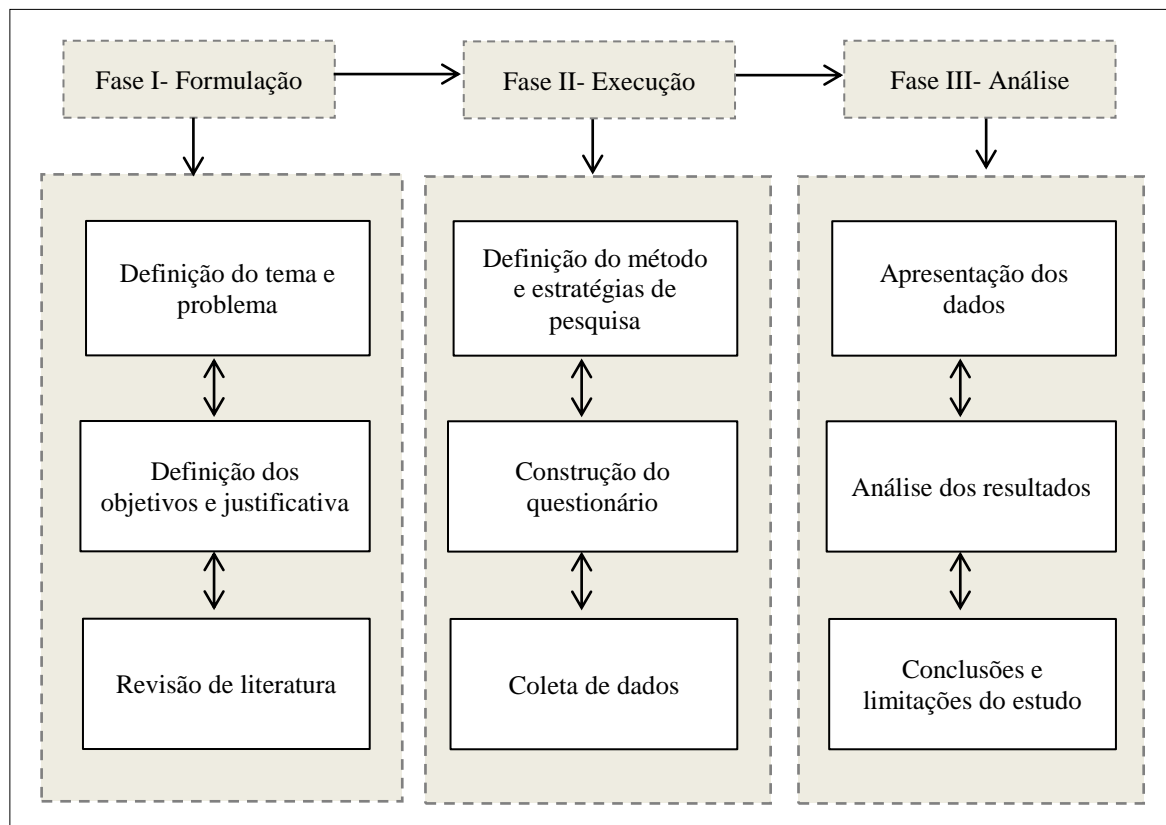 Fase I- Formulação
Fase II- Execução
Fase III- Análise
Definição do tema e
problema
Definição dos
objetivos e justificativa
Revisão de literatura
Definição do método
e estratégias de
pesquisa
Construção do
questionário
Coleta de dados
Apresentação dos
dados
Análise dos resultados
Conclusões e
limitações do estudo